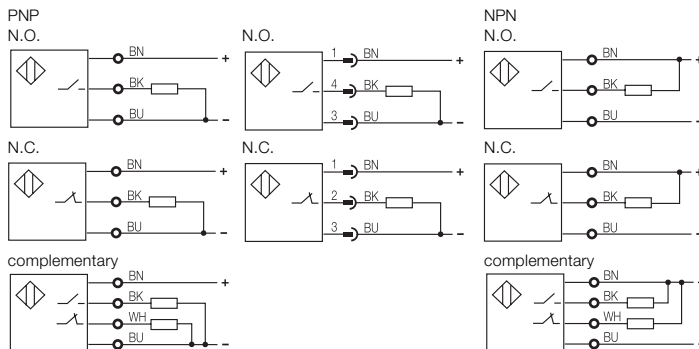 PNP
NPN
N.O.
N.O.
N.O.
BN
+
BK
BU
−
1
BN
+
4
BK
3
BU
−
BN
+
BK
BU
−
N.C.
N.C.
N.C.
BN
+
BK
BU
−
1
BN
+
2
BK
3
BU
−
BN
+
BK
BU
−
complementary
complementary
BN
+
BK
WH
BU
−
BN
+
BK
WH
BU